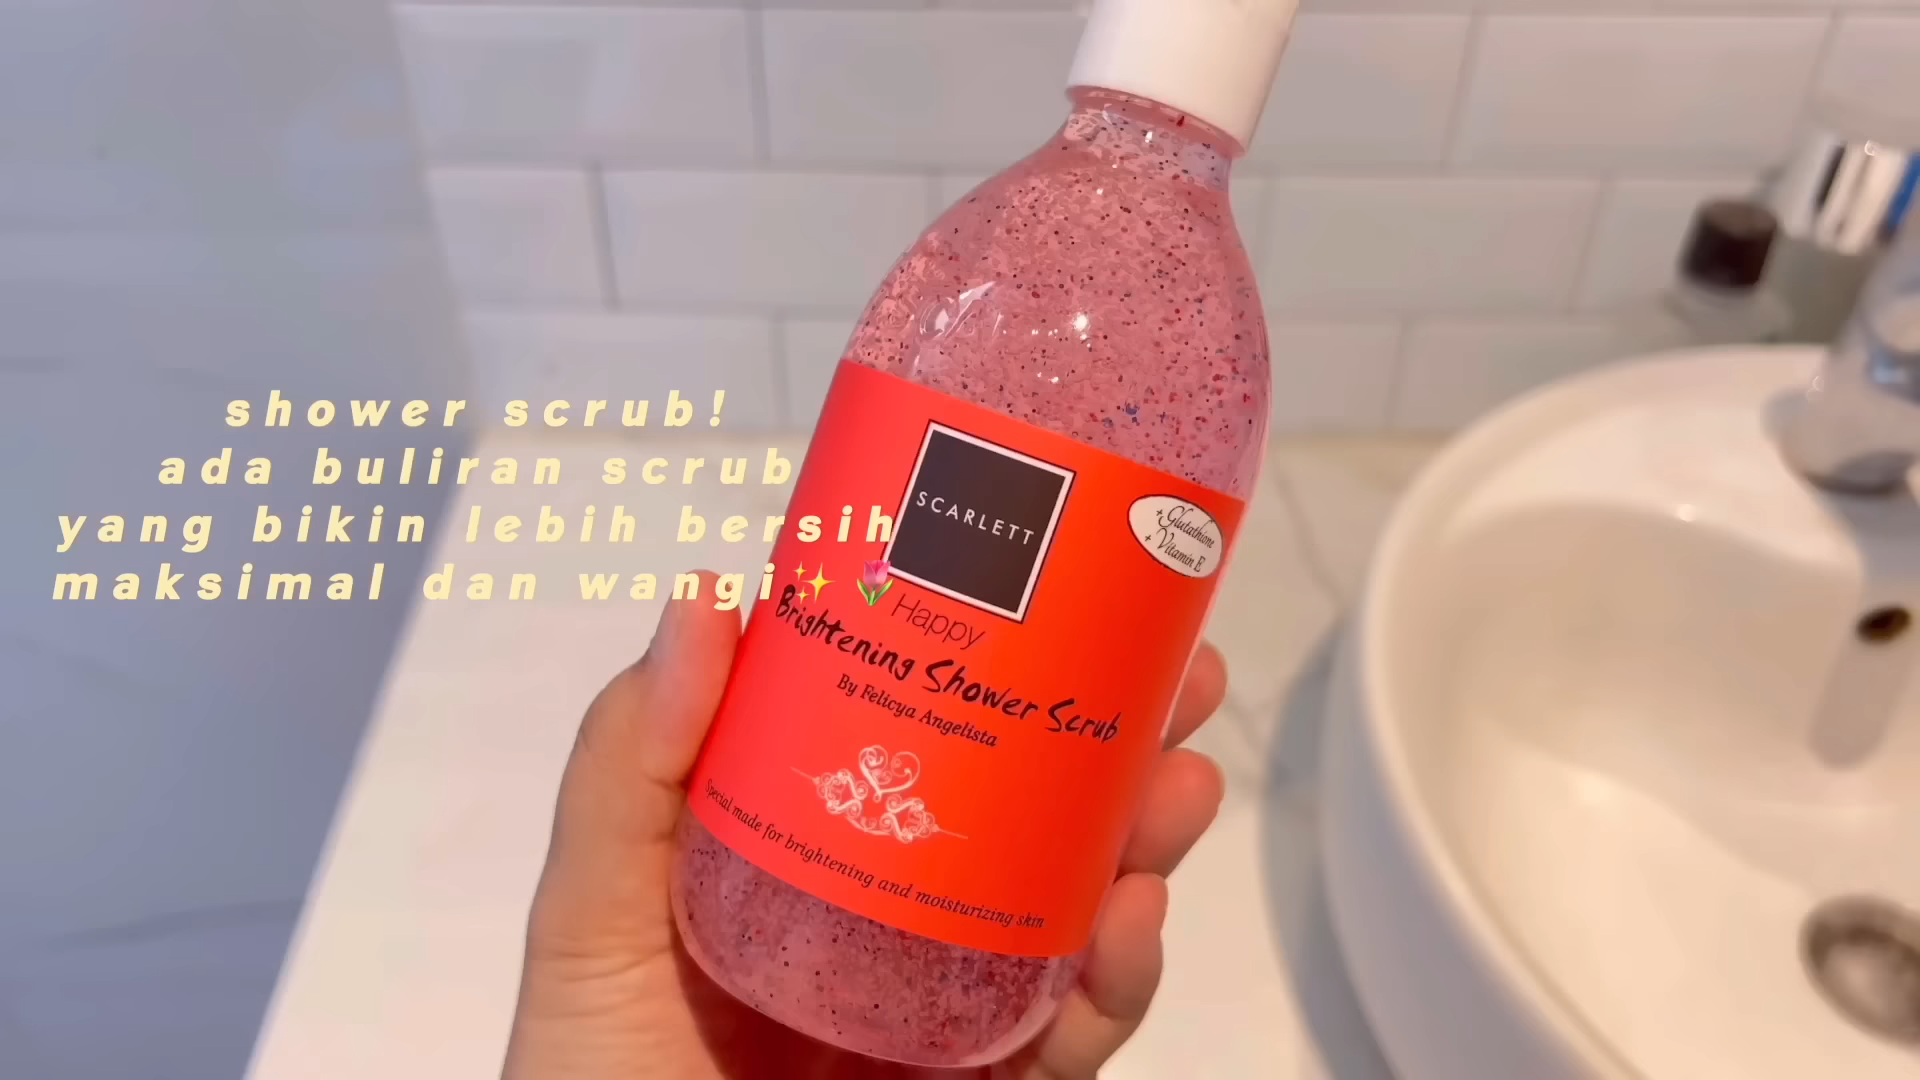 shower scrub!
ada buliran scrub
yang bikin lebih bersih
maksimal dan wangi✨🌷
SCARLETT
+ Glutathione
+ Vitamin E
Happy
Brightening Shower Scrub
By Felicya Angelista
Special made for brightening and moisturizing skin